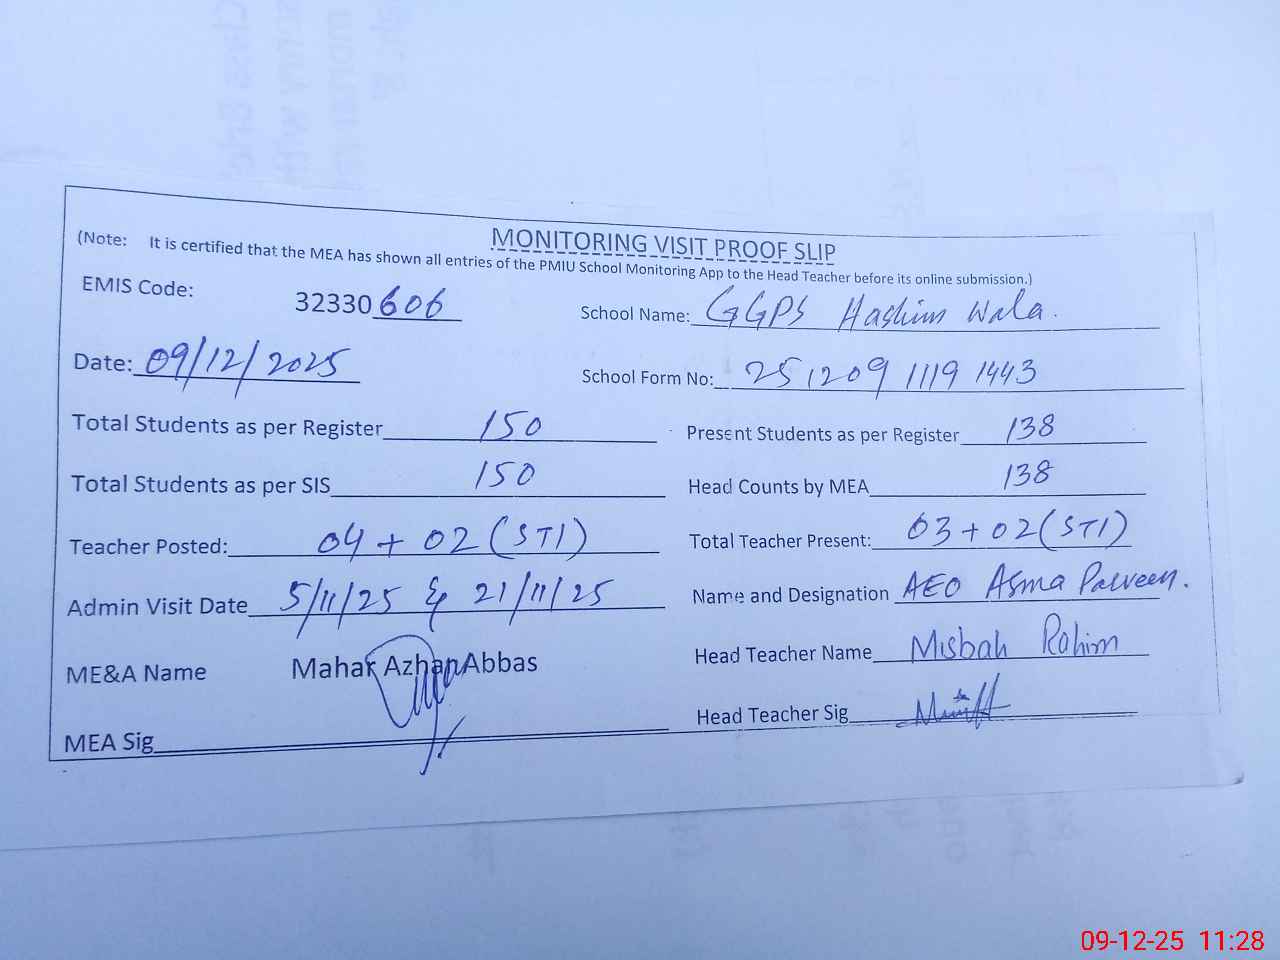 MONITORING VISIT PROOF SLIP
(Note: It is certified that the MEA has shown all entries of the PMIU School Monitoring App to the Head Teacher before its online submission.)
EMIS Code: 32330606 School Name: GGPS Hashim Wala.
Date: 09/12/2025 School Form No: 25 1209 1119 1443
Total Students as per Register 150 Present Students as per Register 138
Total Students as per SIS 150 Head Counts by MEA 138
Teacher Posted: 04 + 02 (STI) Total Teacher Present: 03 + 02 (STI)
Admin Visit Date 5/11/25 & 21/11/25 Name and Designation AEO Asma Parveen.
ME&A Name Mahar Azhar Abbas Head Teacher Name Misbah Rahim
MEA Sig Head Teacher Sig
09-12-25 11:28